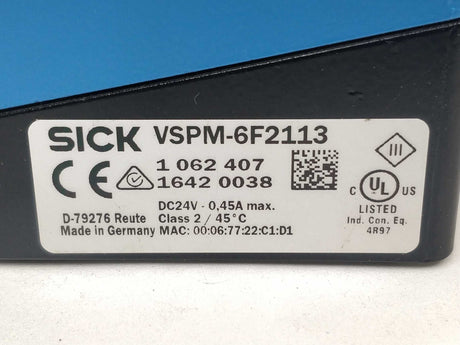 SICK VSPM-6F2113
CE 1 062 407
1642 0038
III
DC24V - 0,45A max.
D-79276 Reute Class 2 / 45°C
Made in Germany MAC: 00:06:77:22:C1:D1
C UL US
LISTED
Ind. Con. Eq.
4R97